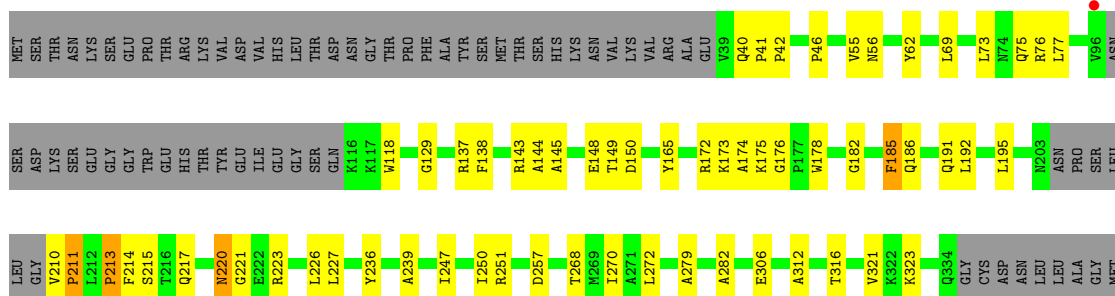 MET SER THR ASN LYS SER GLU PRO THR ARG LYS VAL ASP VAL HIS LEU THR ASP ASN GLY THR PRO PHE ALA TYR SER MET THR SER HIS LYS ASN VAL LYS VAL ARG ALA GLU V39 Q40 P41 P42 P46 V55 N56 Y62 L69 L73 N74 Q75 R76 L77 V96 ASN
SER ASP LYS SER GLU GLY GLY TRP GLU HIS THR TYR GLU ILE GLU GLY SER GLN K116 K117 W118 G129 R137 F138 R143 A144 A145 E148 T149 D150 Y165 R172 K173 A174 K175 G176 P177 W178 G182 F185 Q186 Q191 L192 L195 N203 ASN PRO SER LEU
LEU GLY V210 P211 L212 P213 F214 S215 T216 Q217 N220 G221 E222 R223 L226 L227 Y236 A239 I247 I250 R251 D257 T268 M269 I270 A271 L272 A279 A282 E306 A312 T316 V321 K322 K323 Q334 GLY CYS ASP ASN LEU LEU ALA GLY MET